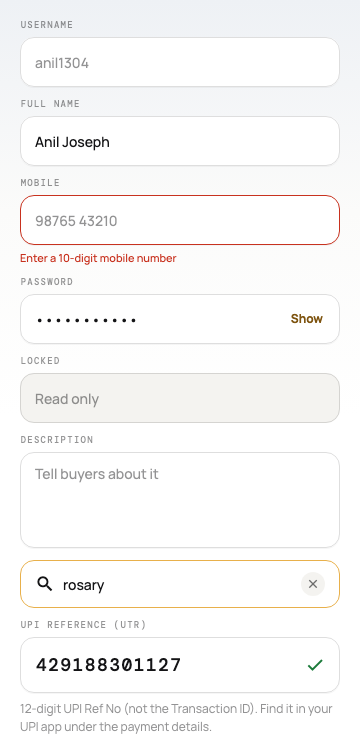 USERNAME
anil1304
FULL NAME
Anil Joseph
MOBILE
98765 43210
Enter a 10-digit mobile number
PASSWORD
•••••••••••
Show
LOCKED
Read only
DESCRIPTION
Tell buyers about it
rosary
UPI REFERENCE (UTR)
429188301127
12-digit UPI Ref No (not the Transaction ID). Find it in your
UPI app under the payment details.